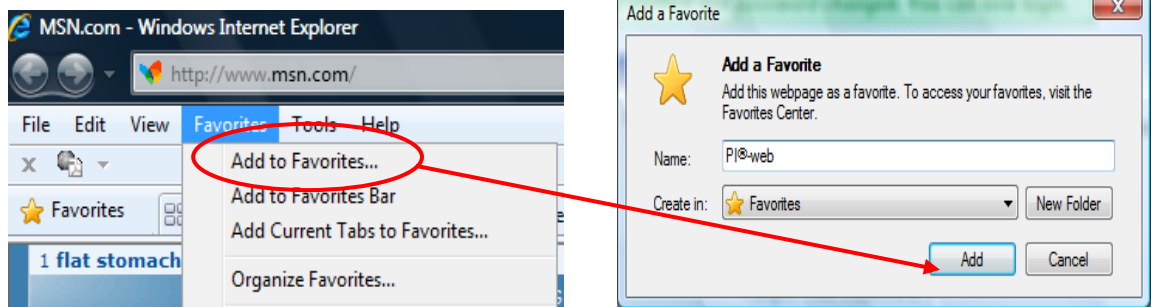 MSN.com - Windows Internet Explorer
http://www.msn.com/
File Edit View Favorites Tools Help
x
Add to Favorites...
Favorites
Add to Favorites Bar
Add Current Tabs to Favorites...
1 flat stomach
Organize Favorites...
Add a Favorite
X
Add a Favorite
Add this webpage as a favorite. To access your favorites, visit the
Favorites Center.
Name: PI®-web
Create in: Favorites New Folder
Add Cancel